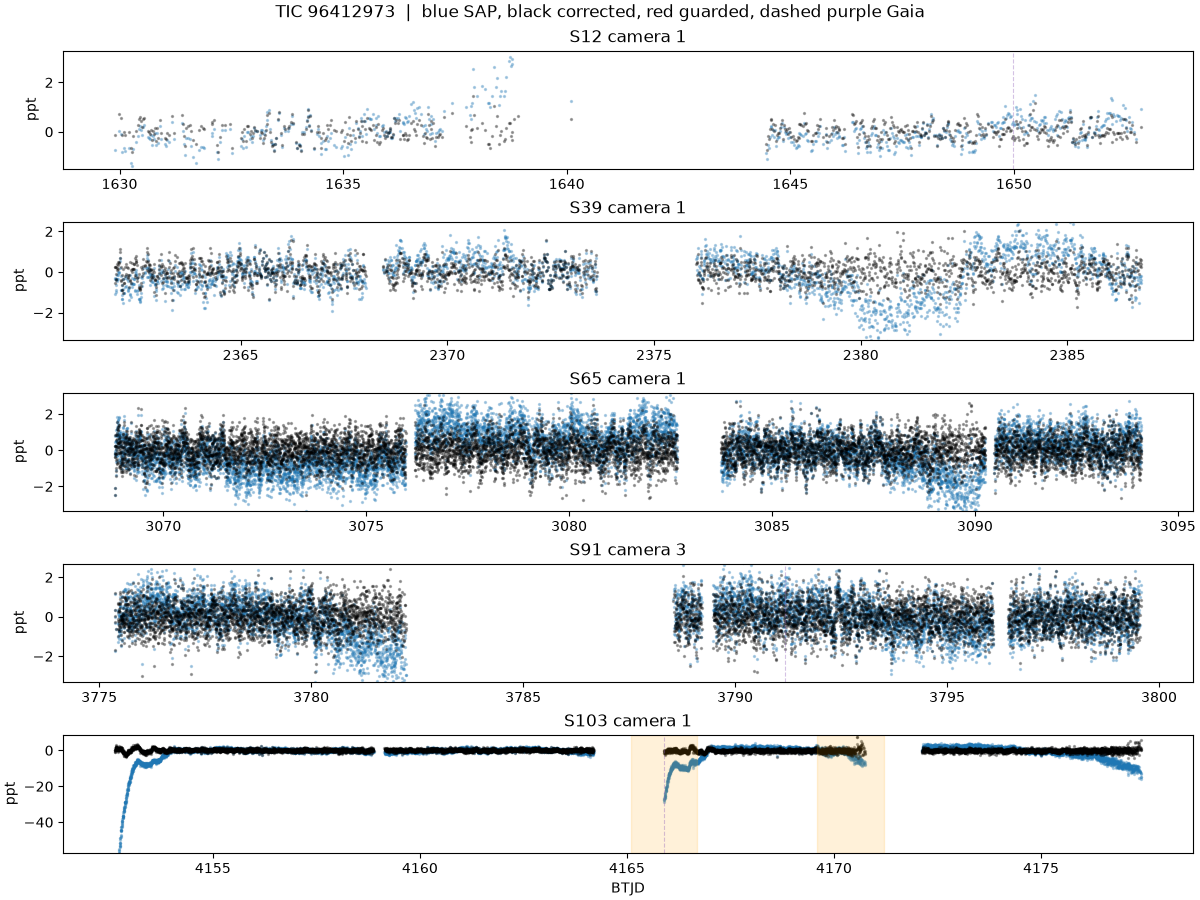 TIC 96412973 | blue SAP, black corrected, red guarded, dashed purple Gaia
S12 camera 1
ppt
2
0
1630 1635 1640 1645 1650
S39 camera 1
ppt
2
0
−2
2365 2370 2375 2380 2385
S65 camera 1
ppt
2
0
−2
3070 3075 3080 3085 3090 3095
S91 camera 3
ppt
2
0
−2
3775 3780 3785 3790 3795 3800
S103 camera 1
ppt
0
−20
−40
4155 4160 4165 4170 4175
BTJD